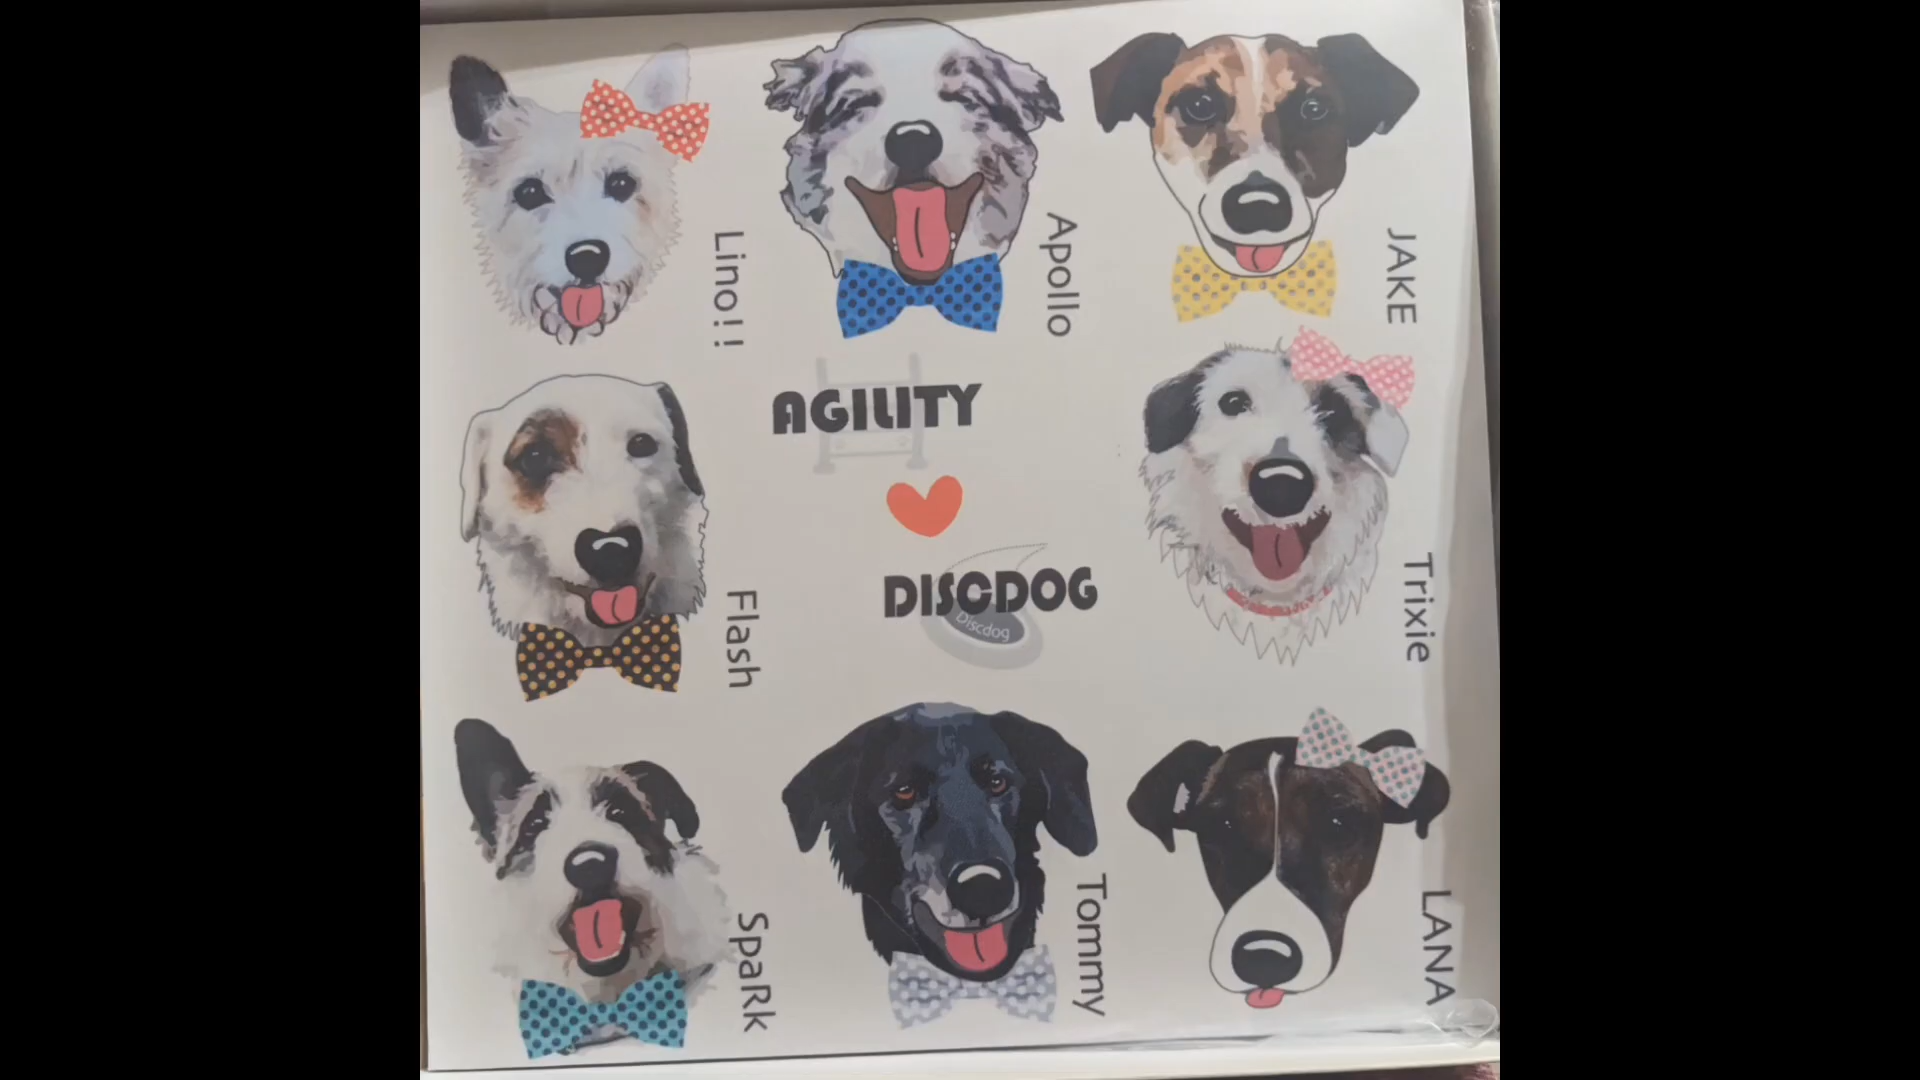 Lino!!
Apollo
JAKE
AGILITY
DISCDOG
Discdog
Flash
Trixie
SpaRk
Tommy
LANA